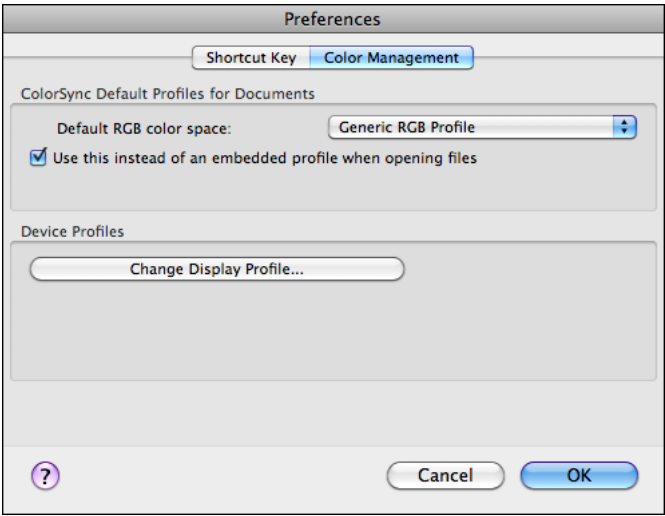 Preferences
Shortcut Key Color Management
ColorSync Default Profiles for Documents
Default RGB color space: Generic RGB Profile
Use this instead of an embedded profile when opening files
Device Profiles
Change Display Profile...
? Cancel OK